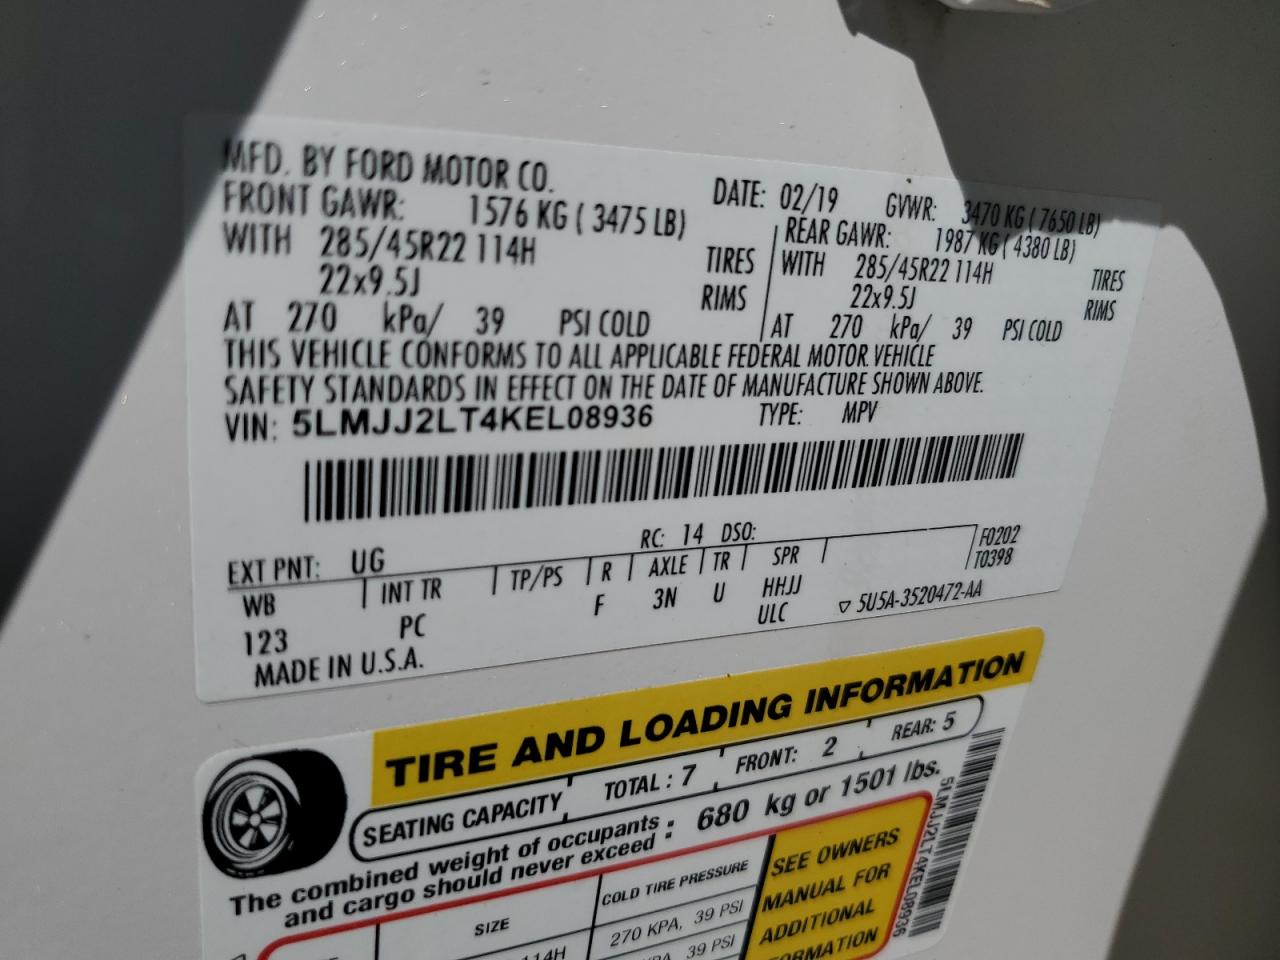 MFD. BY FORD MOTOR CO.
DATE: 02/19 GVWR: 3470 KG ( 7650 LB)
FRONT GAWR: 1576 KG ( 3475 LB)
WITH 285/45R22 114H TIRES
22x9.5J RIMS
AT 270 kPa/ 39 PSI COLD
REAR GAWR: 1987 KG ( 4380 LB)
WITH 285/45R22 114H TIRES
22x9.5J RIMS
AT 270 kPa/ 39 PSI COLD
THIS VEHICLE CONFORMS TO ALL APPLICABLE FEDERAL MOTOR VEHICLE
SAFETY STANDARDS IN EFFECT ON THE DATE OF MANUFACTURE SHOWN ABOVE.
VIN: 5LMJJ2LT4KEL08936 TYPE: MPV
EXT PNT: UG RC: 14 DSO: F0202
WB INT TR TP/PS R AXLE TR SPR T0398
123 PC F 3N U HHJJ
ULC ▽ 5U5A-3520472-AA
MADE IN U.S.A.
TIRE AND LOADING INFORMATION
SEATING CAPACITY TOTAL : 7 FRONT: 2 REAR: 5
The combined weight of occupants : 680 kg or 1501 lbs.
and cargo should never exceed :
SIZE COLD TIRE PRESSURE
114H 270 KPA, 39 PSI
KPA, 39 PSI
SEE OWNERS
MANUAL FOR
ADDITIONAL
5LMJJ2LT4KEL08936